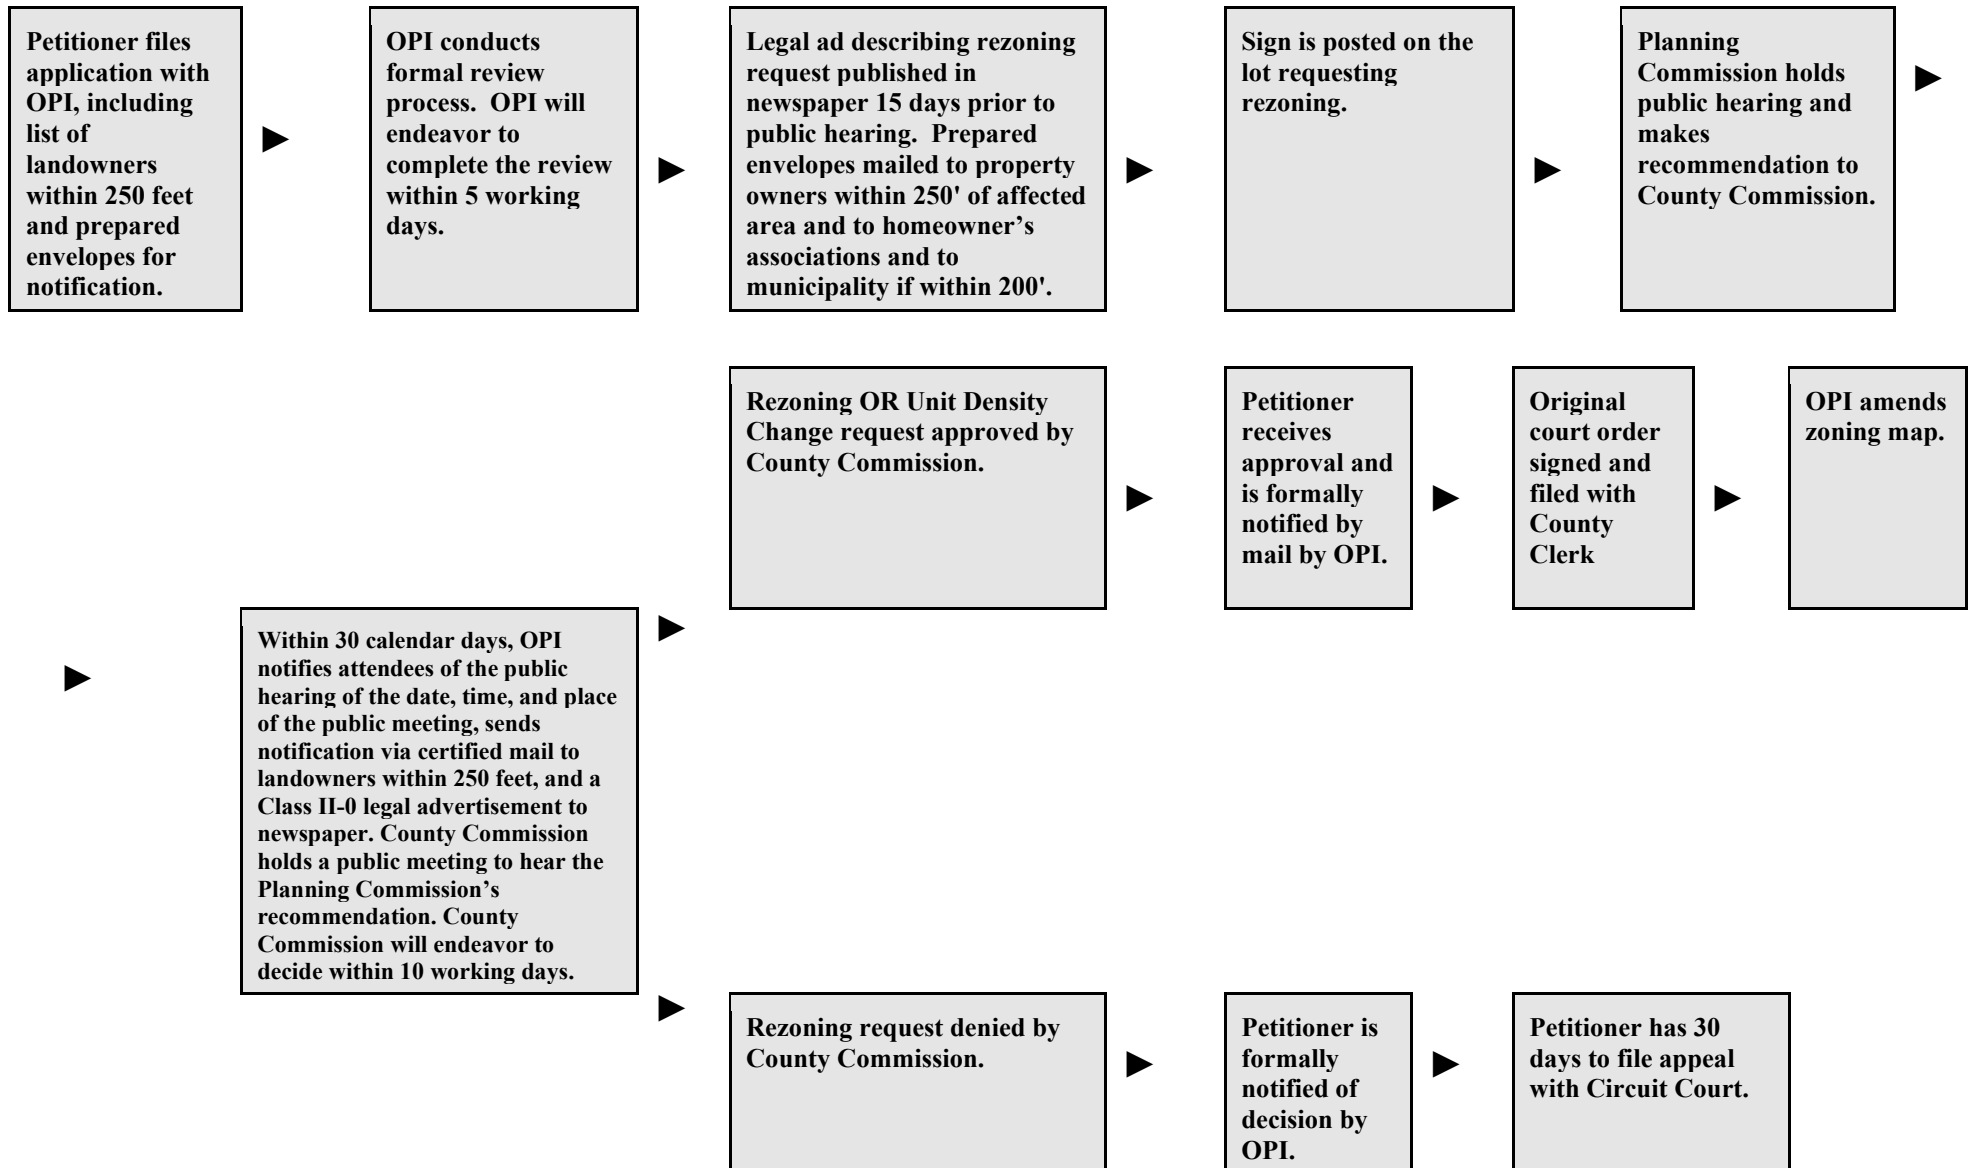 Petitioner files
application with
OPI, including
list of
landowners
within 250 feet
and prepared
envelopes for
notification.
OPI conducts
formal review
process.  OPI will
endeavor to
complete the review
within 5 working
days.
Legal ad describing rezoning
request published in
newspaper 15 days prior to
public hearing.  Prepared
envelopes mailed to property
owners within 250' of affected
area and to homeowner’s
associations and to
municipality if within 200'.
Sign is posted on the
lot requesting
rezoning.
Planning
Commission holds
public hearing and
makes
recommendation to
County Commission.
Rezoning OR Unit Density
Change request approved by
County Commission.
Petitioner
receives
approval and
is formally
notified by
mail by OPI.
Original
court order
signed and
filed with
County
Clerk
OPI amends
zoning map.
Within 30 calendar days, OPI
notifies attendees of the public
hearing of the date, time, and place
of the public meeting, sends
notification via certified mail to
landowners within 250 feet, and a
Class II-0 legal advertisement to
newspaper. County Commission
holds a public meeting to hear the
Planning Commission’s
recommendation. County
Commission will endeavor to
decide within 10 working days.
Rezoning request denied by
County Commission.
Petitioner is
formally
notified of
decision by
OPI.
Petitioner has 30
days to file appeal
with Circuit Court.